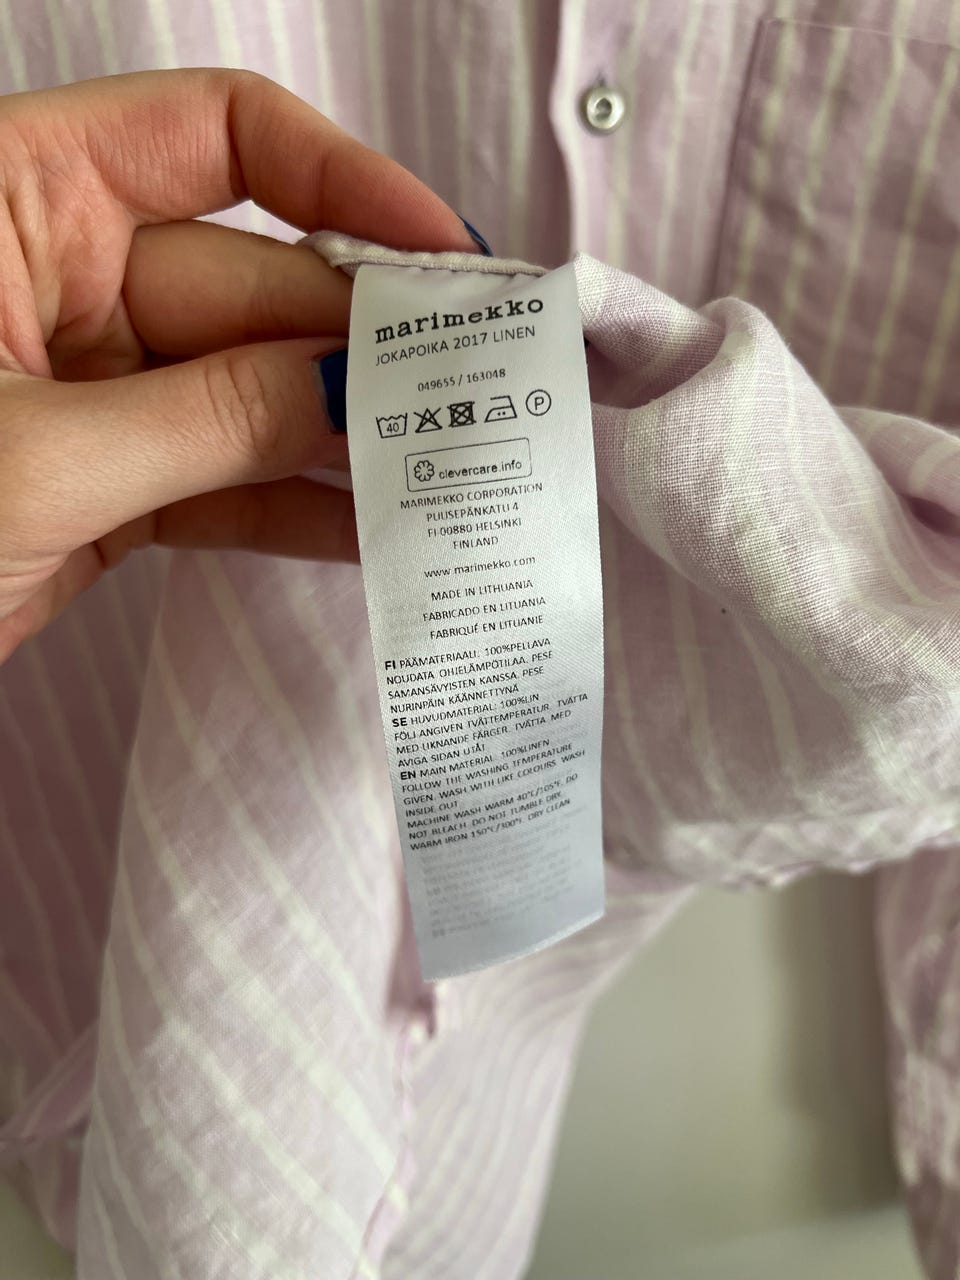 marimekko
JOKAPOIKA 2017 LINEN
049655 / 163048
40 P
clevercare.info
MARIMEKKO CORPORATION
PUUSEPÄNKATU 4
FI-00880 HELSINKI
FINLAND
www.marimekko.com
MADE IN LITHUANIA
FABRICADO EN LITUANIA
FABRIQUÉ EN LITUANIE
FI PÄÄMATERIAALI: 100%PELLAVA
NOUDATA OHJELÄMPÖTILAA. PESE
SAMANSÄVYISTEN KANSSA. PESE
NURINPÄIN KÄÄNNETTYNÄ
SE HUVUDMATERIAL: 100%LIN
FÖLJ ANGIVEN TVÄTTEMPERATUR. TVÄTTA
MED LIKNANDE FÄRGER. TVÄTTA MED
AVIGA SIDAN UTÅT
EN MAIN MATERIAL: 100%LINEN
FOLLOW THE WASHING TEMPERATURE
GIVEN. WASH WITH LIKE COLOURS. WASH
INSIDE OUT
MACHINE WASH WARM 40°C/105°F. DO
NOT BLEACH. DO NOT TUMBLE DRY.
WARM IRON 150°C/300°F. DRY CLEAN